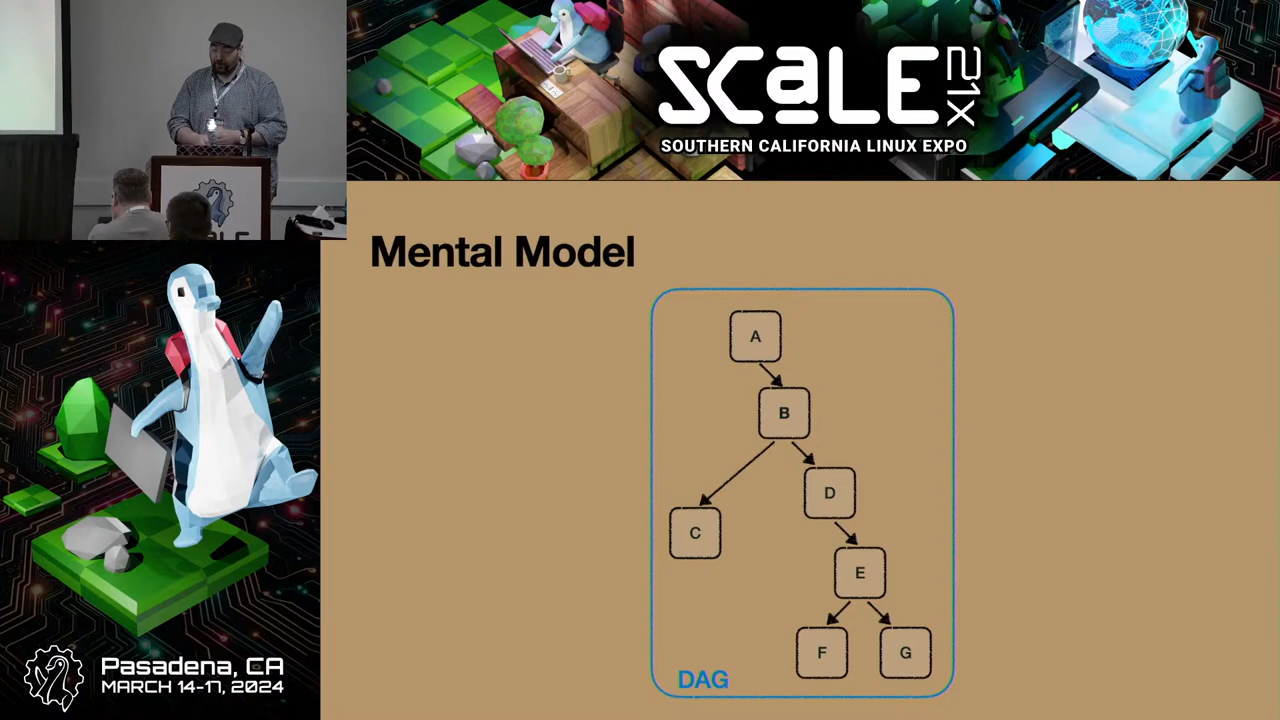 SCaLE 21X
SOUTHERN CALIFORNIA LINUX EXPO
Mental Model
A
B
D
C
E
F
G
DAG
Pasadena, CA
MARCH 14-17, 2024